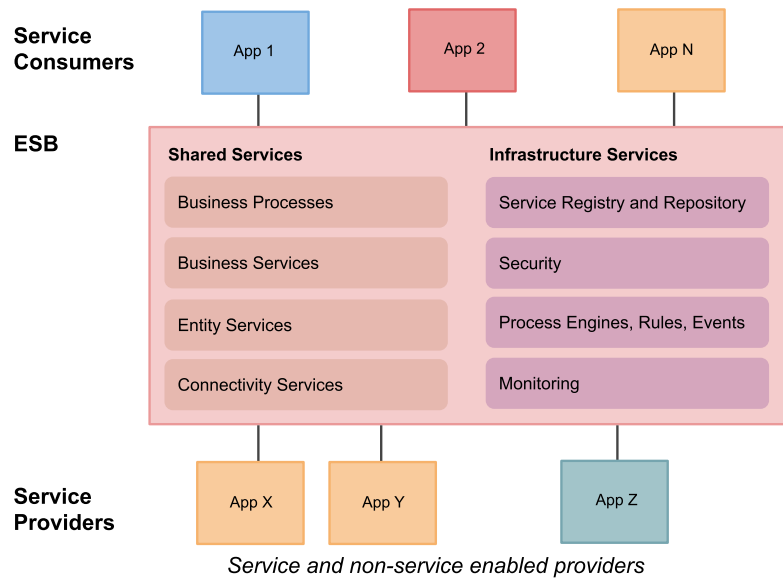 Service
Consumers
App 1
App 2
App N
ESB
Shared Services
Infrastructure Services
Business Processes
Service Registry and Repository
Business Services
Security
Entity Services
Process Engines, Rules, Events
Connectivity Services
Monitoring
Service
Providers
App X
App Y
App Z
Service and non-service enabled providers